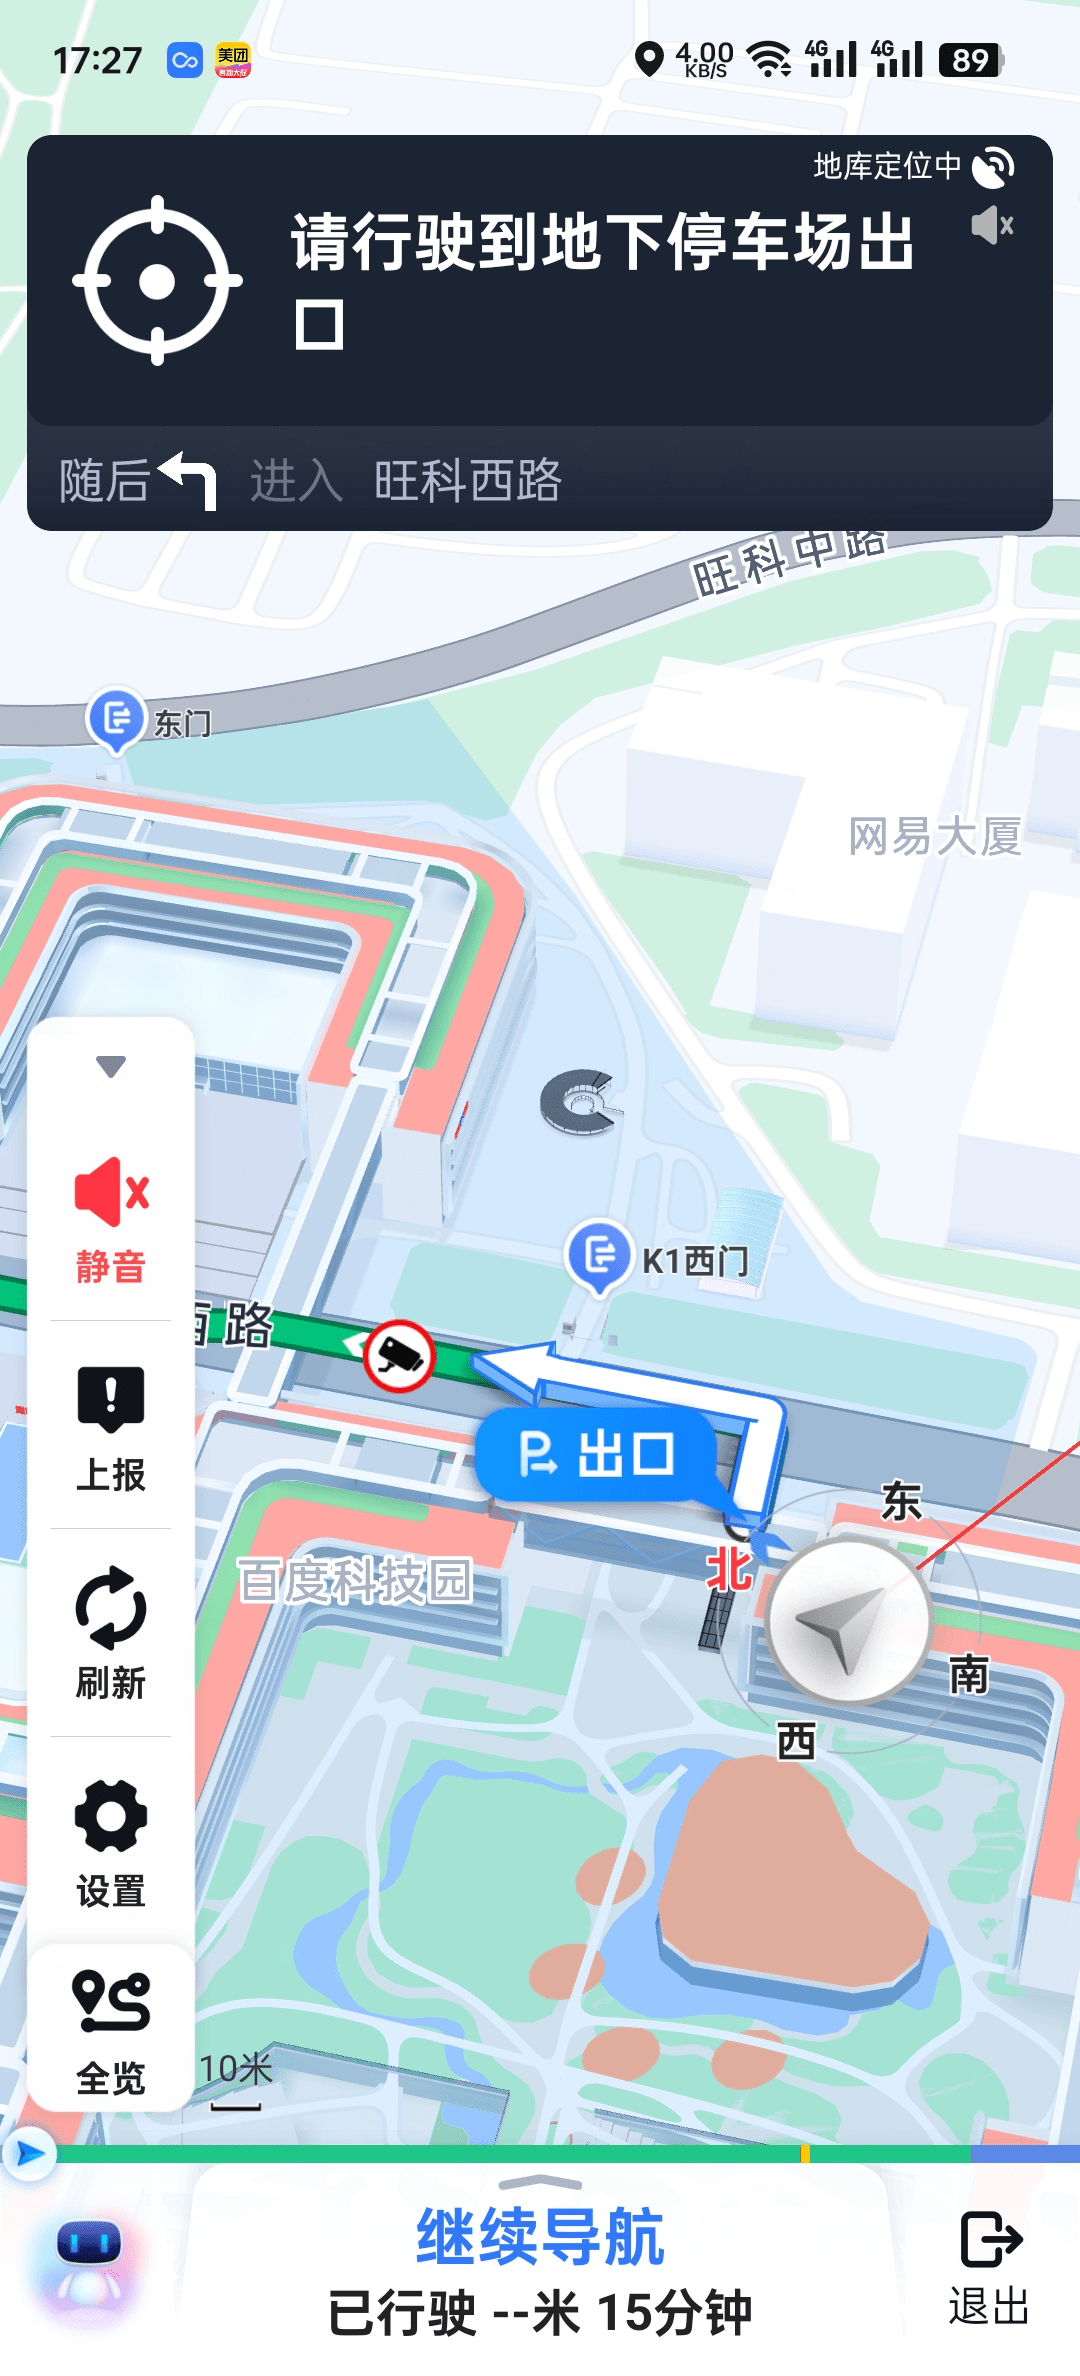 17:27
美团
4.00
KB/S
4G
4G
89
地库定位中
请行驶到地下停车场出
口
随后 进入 旺科西路
旺科中路
东门
网易大厦
K1西门
静音
西路
出口
上报
东
百度科技园
北
刷新
南
西
设置
全览
10米
继续导航
已行驶 --米 15分钟
退出